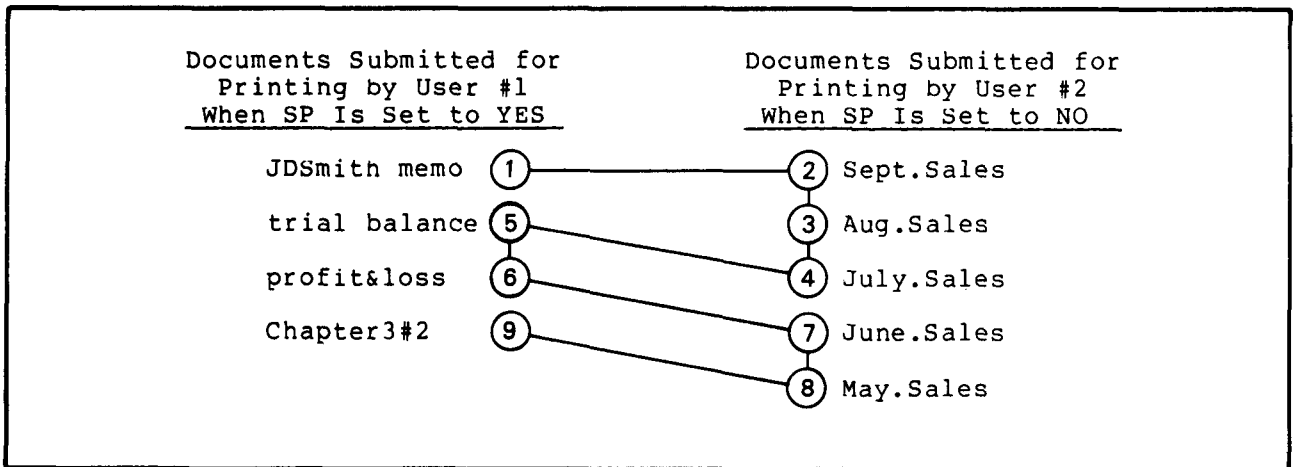 Documents Submitted for
Printing by User #1
When SP Is Set to YES
Documents Submitted for
Printing by User #2
When SP Is Set to NO
JDSmith memo 1 2 Sept.Sales
trial balance 5 3 Aug.Sales
profit&loss 6 4 July.Sales
Chapter3#2 9 7 June.Sales
8 May.Sales